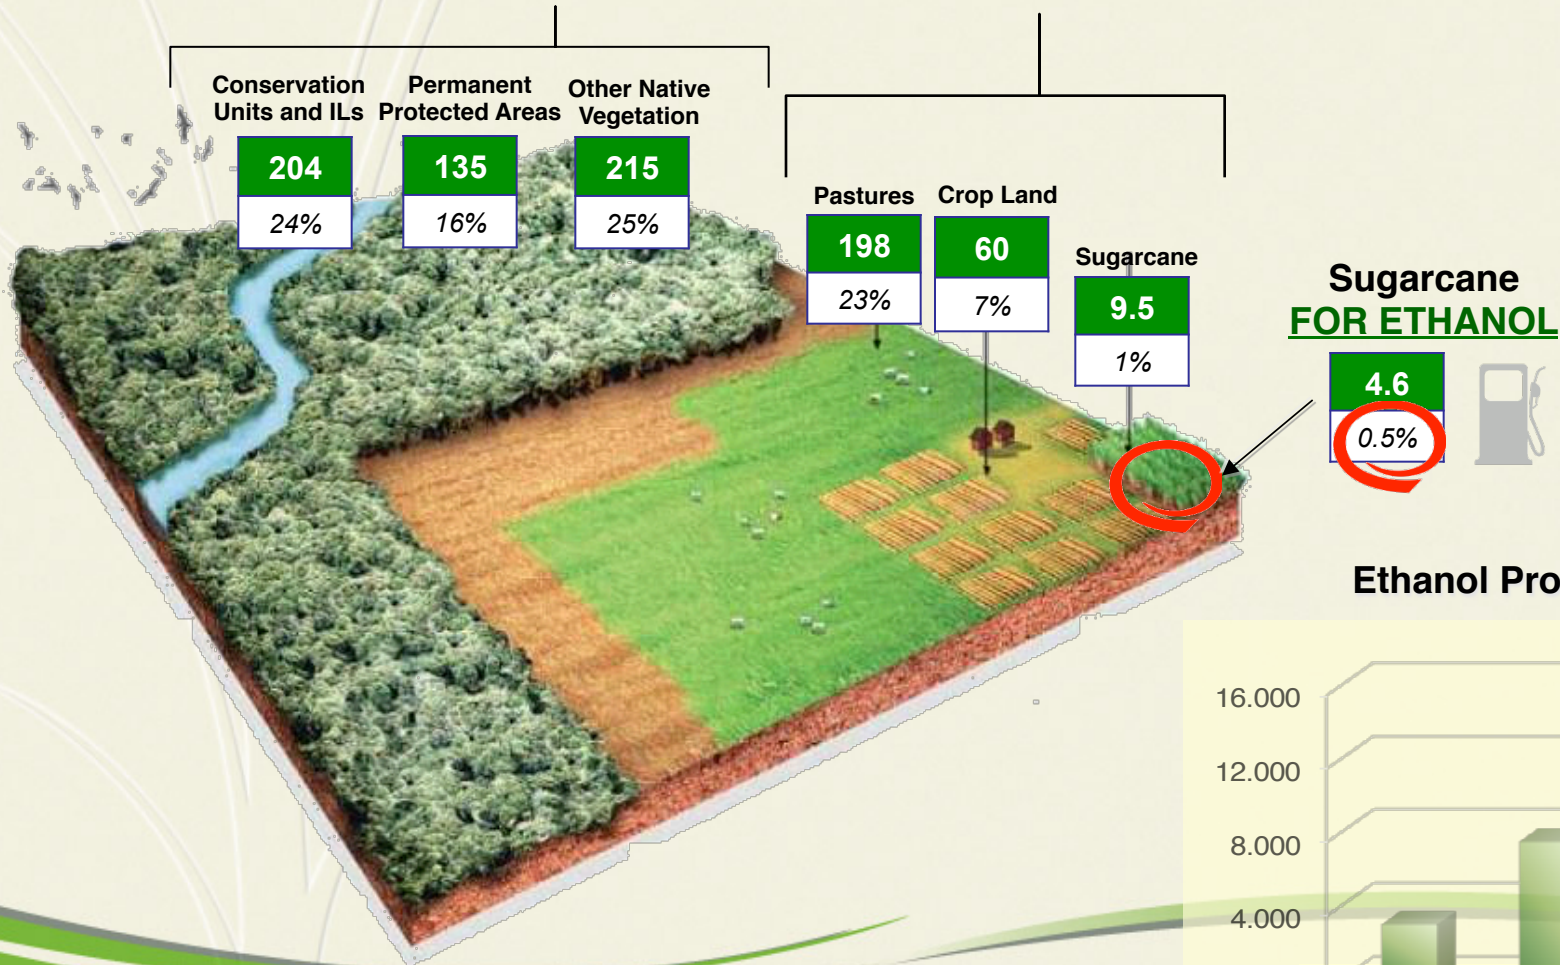 Conservation
Units and ILs
204
24%
Permanent
Protected Areas
135
16%
Other Native
Vegetation
215
25%
Pastures
198
23%
Crop Land
60
7%
Sugarcane
9.5
1%
Sugarcane
FOR ETHANOL
4.6
0.5%
Ethanol Pro
16.000
12.000
8.000
4.000